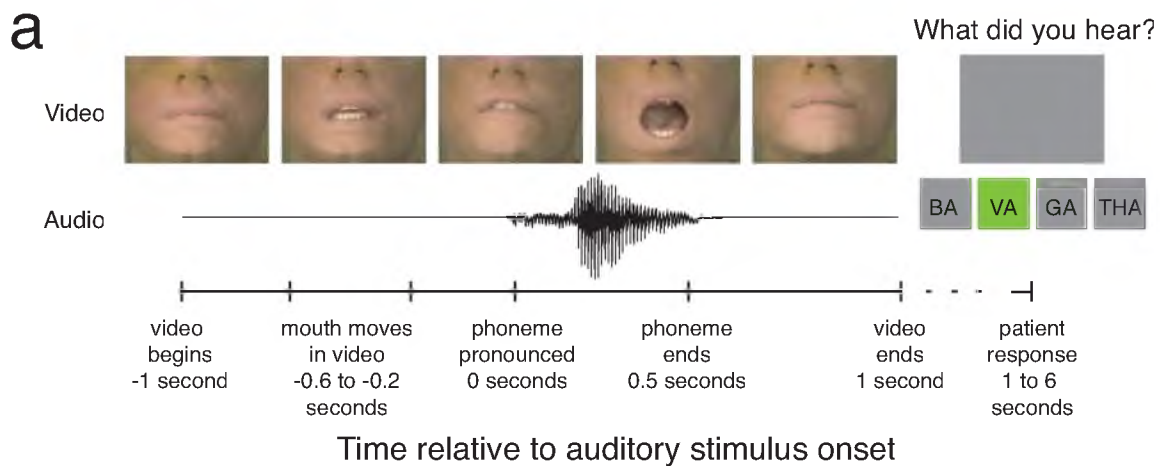 a
What did you hear?
Video
BA VA GA THA
Audio
video
begins
-1 second
mouth moves
in video
-0.6 to -0.2
seconds
phoneme
pronounced
0 seconds
phoneme
ends
0.5 seconds
video
ends
1 second
patient
response
1 to 6
seconds
Time relative to auditory stimulus onset